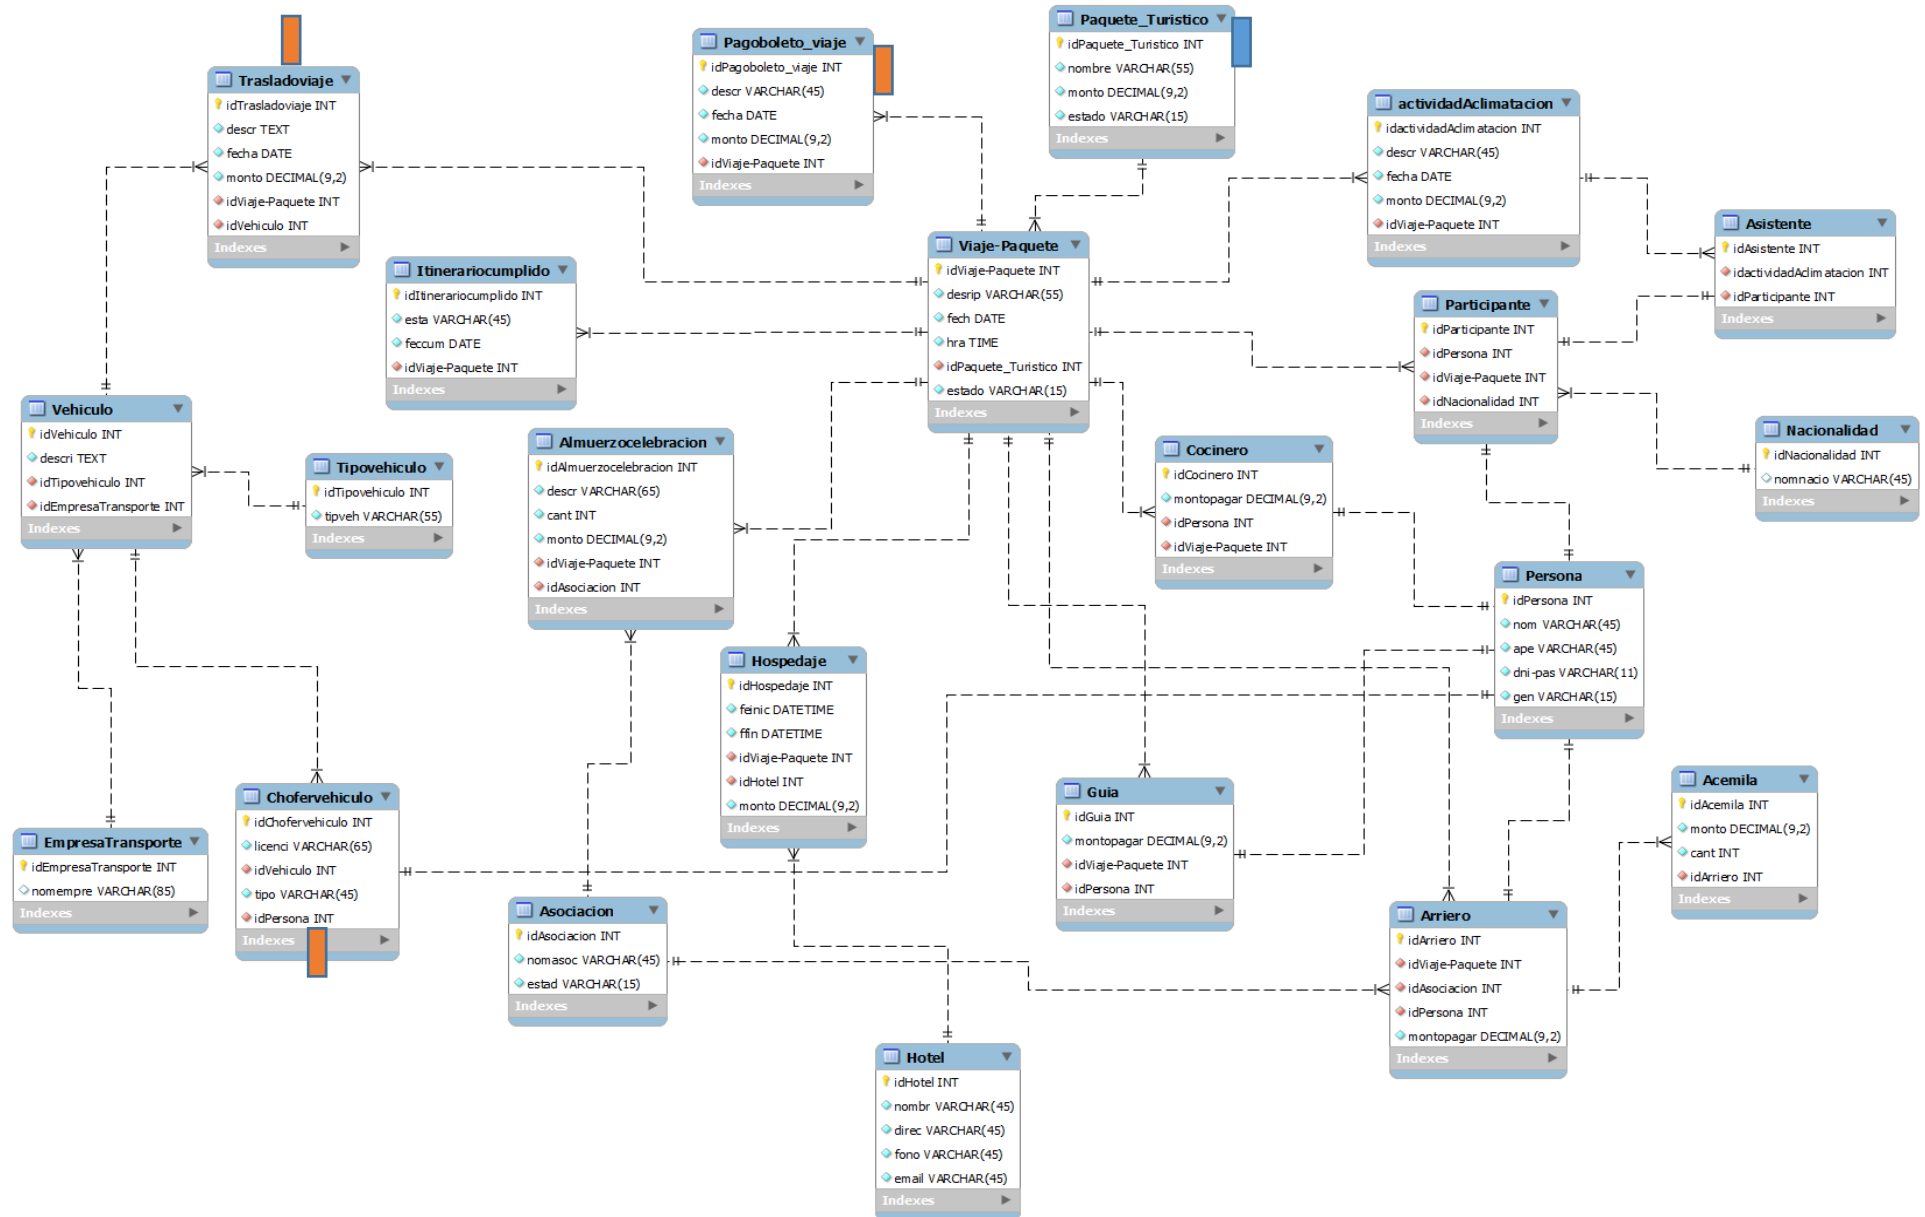 Trasladoviaje
idTrasladoviaje INT
descr TEXT
fecha DATE
monto DECIMAL(9,2)
idViaje-Paquete INT
idVehiculo INT
Indexes
Pagoboleto_viaje
idPagoboleto_viaje INT
descr VARCHAR(45)
fecha DATE
monto DECIMAL(9,2)
idViaje-Paquete INT
Indexes
Paquete_Turistico
idPaquete_Turistico INT
nombre VARCHAR(55)
monto DECIMAL(9,2)
estado VARCHAR(15)
Indexes
actividadAclimatacion
idactividadAclimatacion INT
descr VARCHAR(45)
fecha DATE
monto DECIMAL(9,2)
idViaje-Paquete INT
Indexes
Asistente
idAsistente INT
idactividadAclimatacion INT
idParticipante INT
Indexes
Itinerariocumplido
idItinerariocumplido INT
esta VARCHAR(45)
feccum DATE
idViaje-Paquete INT
Indexes
Viaje-Paquete
idViaje-Paquete INT
desrip VARCHAR(55)
fech DATE
hra TIME
idPaquete_Turistico INT
estado VARCHAR(15)
Indexes
Participante
idParticipante INT
idPersona INT
idViaje-Paquete INT
idNacionalidad INT
Indexes
Vehiculo
idVehiculo INT
descri TEXT
idTipovehiculo INT
idEmpresaTransporte INT
Indexes
Tipovehiculo
idTipovehiculo INT
tipveh VARCHAR(55)
Indexes
Almuerzocelebracion
idAlmuerzocelebracion INT
descr VARCHAR(65)
cant INT
monto DECIMAL(9,2)
idViaje-Paquete INT
idAsociacion INT
Indexes
Cocinero
idCocinero INT
montopagar DECIMAL(9,2)
idPersona INT
idViaje-Paquete INT
Indexes
Nacionalidad
idNacionalidad INT
nomnacio VARCHAR(45)
Indexes
Persona
idPersona INT
nom VARCHAR(45)
ape VARCHAR(45)
dni-pas VARCHAR(11)
gen VARCHAR(15)
Indexes
Hospedaje
idHospedaje INT
feinic DATETIME
ffin DATETIME
idViaje-Paquete INT
idHotel INT
monto DECIMAL(9,2)
Indexes
EmpresaTransporte
idEmpresaTransporte INT
nomempre VARCHAR(85)
Indexes
Chofervehiculo
idChofervehiculo INT
licenci VARCHAR(65)
idVehiculo INT
tipo VARCHAR(45)
idPersona INT
Indexes
Guia
idGuia INT
montopagar DECIMAL(9,2)
idViaje-Paquete INT
idPersona INT
Indexes
Acemila
idAcemila INT
monto DECIMAL(9,2)
cant INT
idArriero INT
Indexes
Asociacion
idAsociacion INT
nomasoc VARCHAR(45)
estad VARCHAR(15)
Indexes
Arriero
idArriero INT
idViaje-Paquete INT
idAsociacion INT
idPersona INT
montopagar DECIMAL(9,2)
Indexes
Hotel
idHotel INT
nombr VARCHAR(45)
direc VARCHAR(45)
fono VARCHAR(45)
email VARCHAR(45)
Indexes